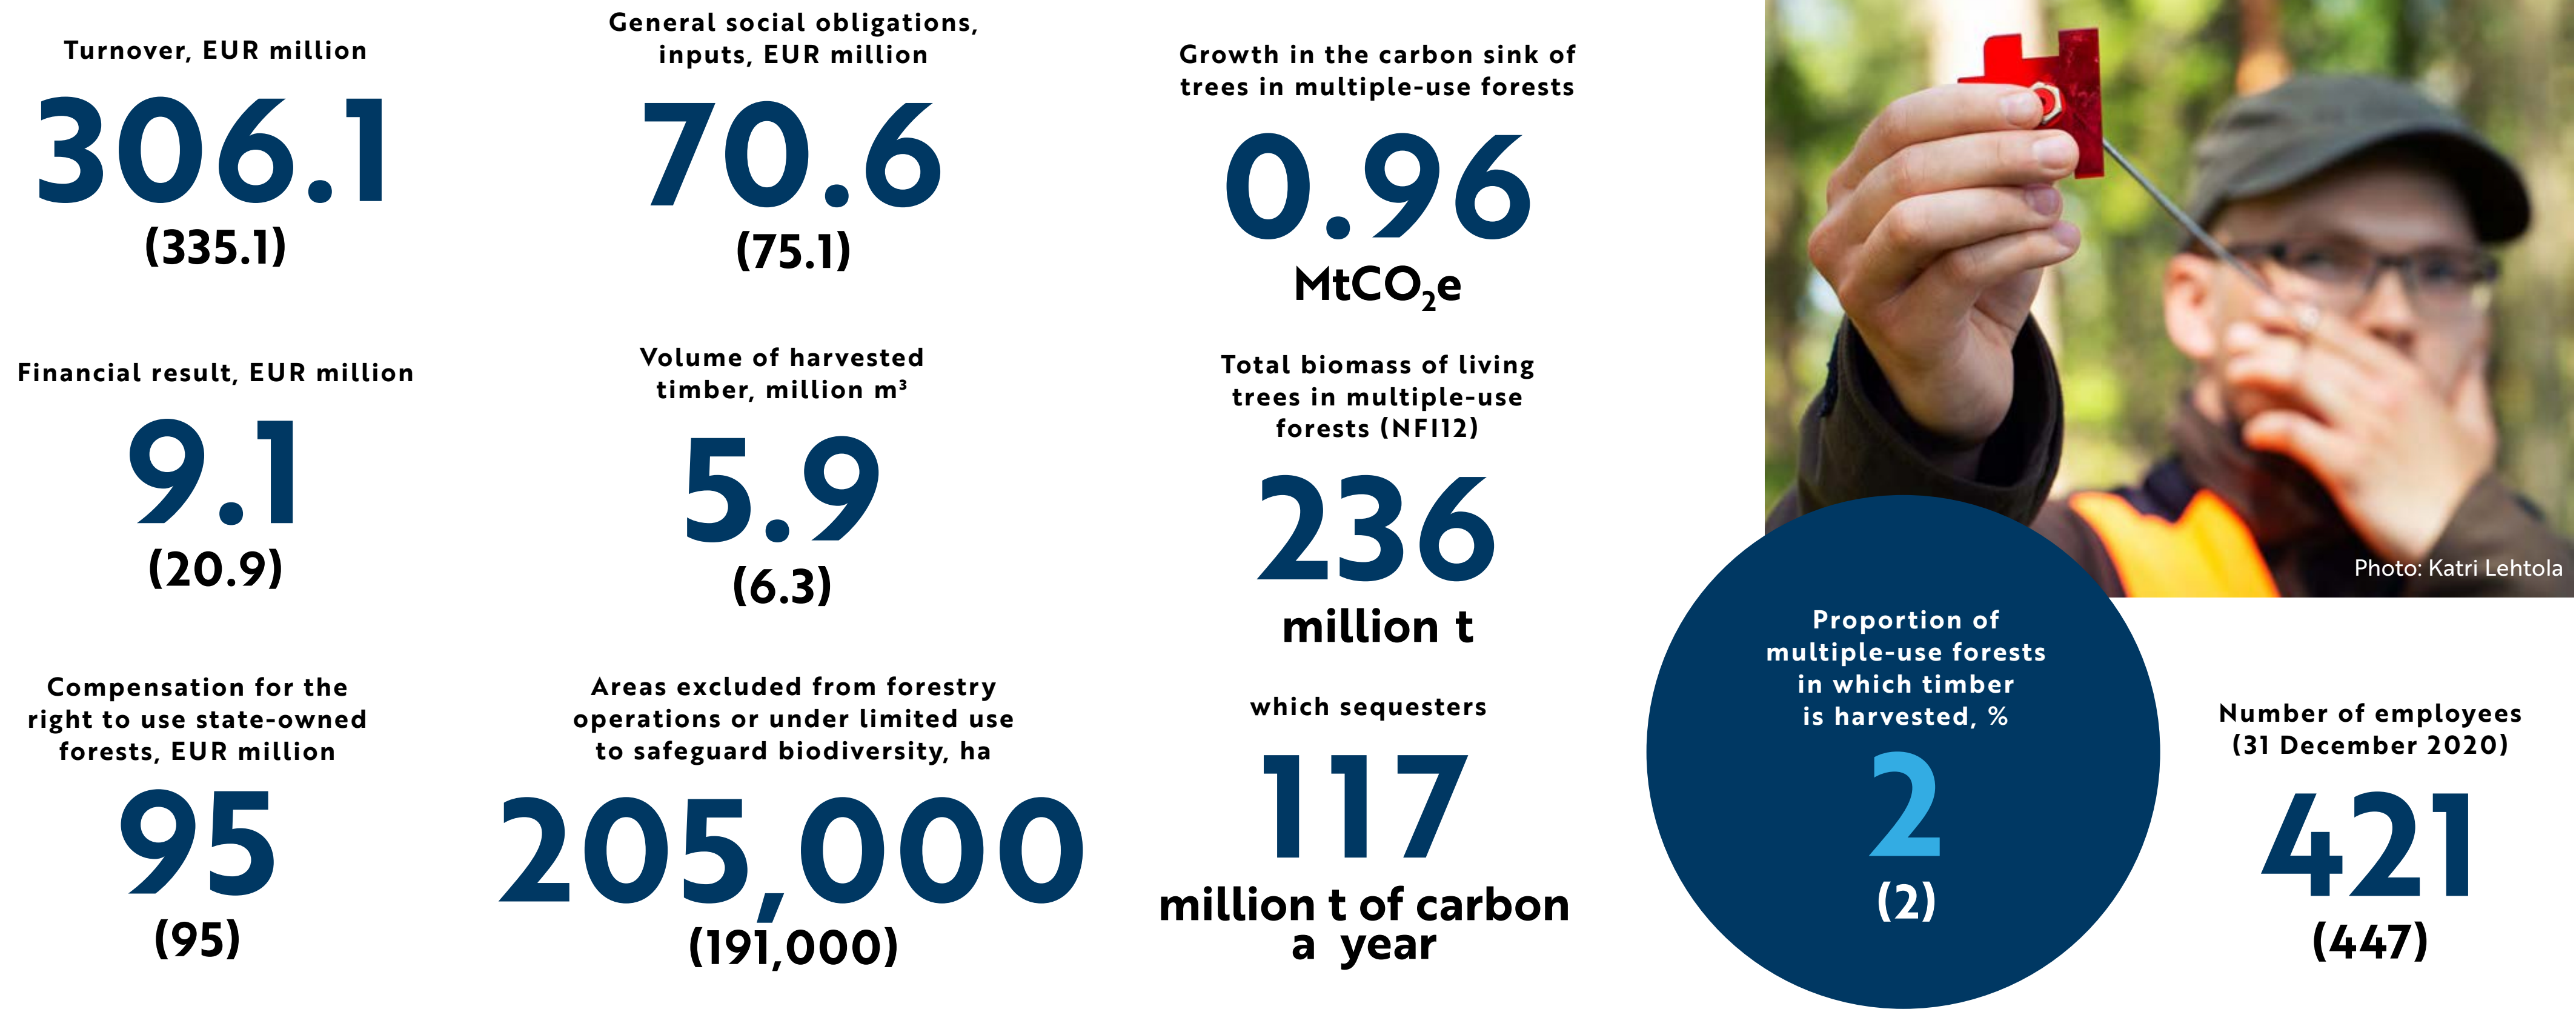 Turnover, EUR million
306.1
(335.1)
Financial result, EUR million
9.1
(20.9)
Compensation for the
right to use state-owned
forests, EUR million
95
(95)
General social obligations,
inputs, EUR million
70.6
(75.1)
Volume of harvested
timber, million m³
5.9
(6.3)
Areas excluded from forestry
operations or under limited use
to safeguard biodiversity, ha
205,000
(191,000)
Growth in the carbon sink of
trees in multiple-use forests
0.96
MtCO₂e
Total biomass of living
trees in multiple-use
forests (NFI12)
236
million t
which sequesters
117
million t of carbon
a year
Photo: Katri Lehtola
Proportion of
multiple-use forests
in which timber
is harvested, %
2
(2)
Number of employees
(31 December 2020)
421
(447)